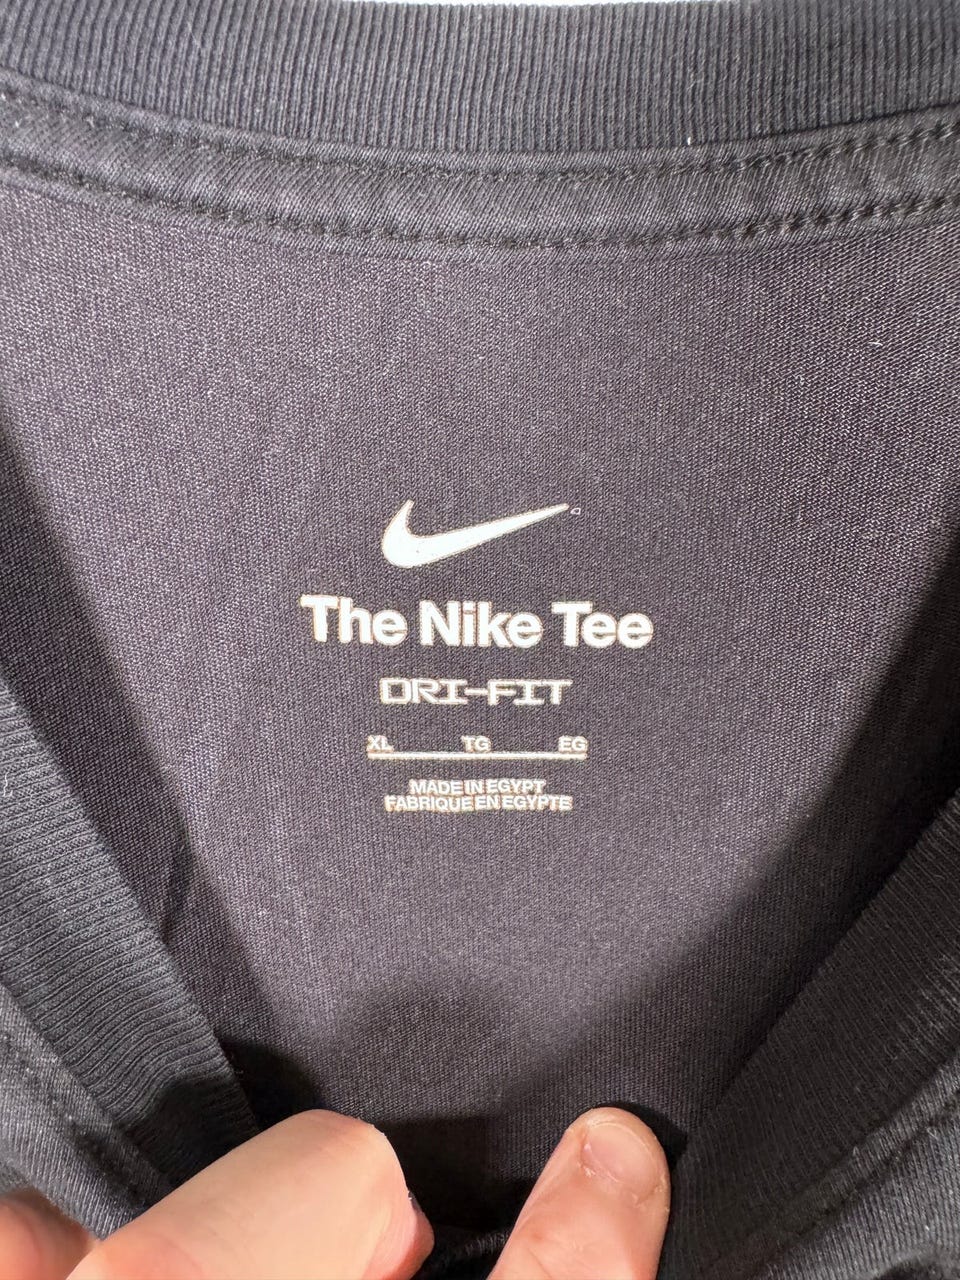 The Nike Tee
DRI-FIT
XL TG EG
MADE IN EGYPT
FABRIQUE EN EGYPTE